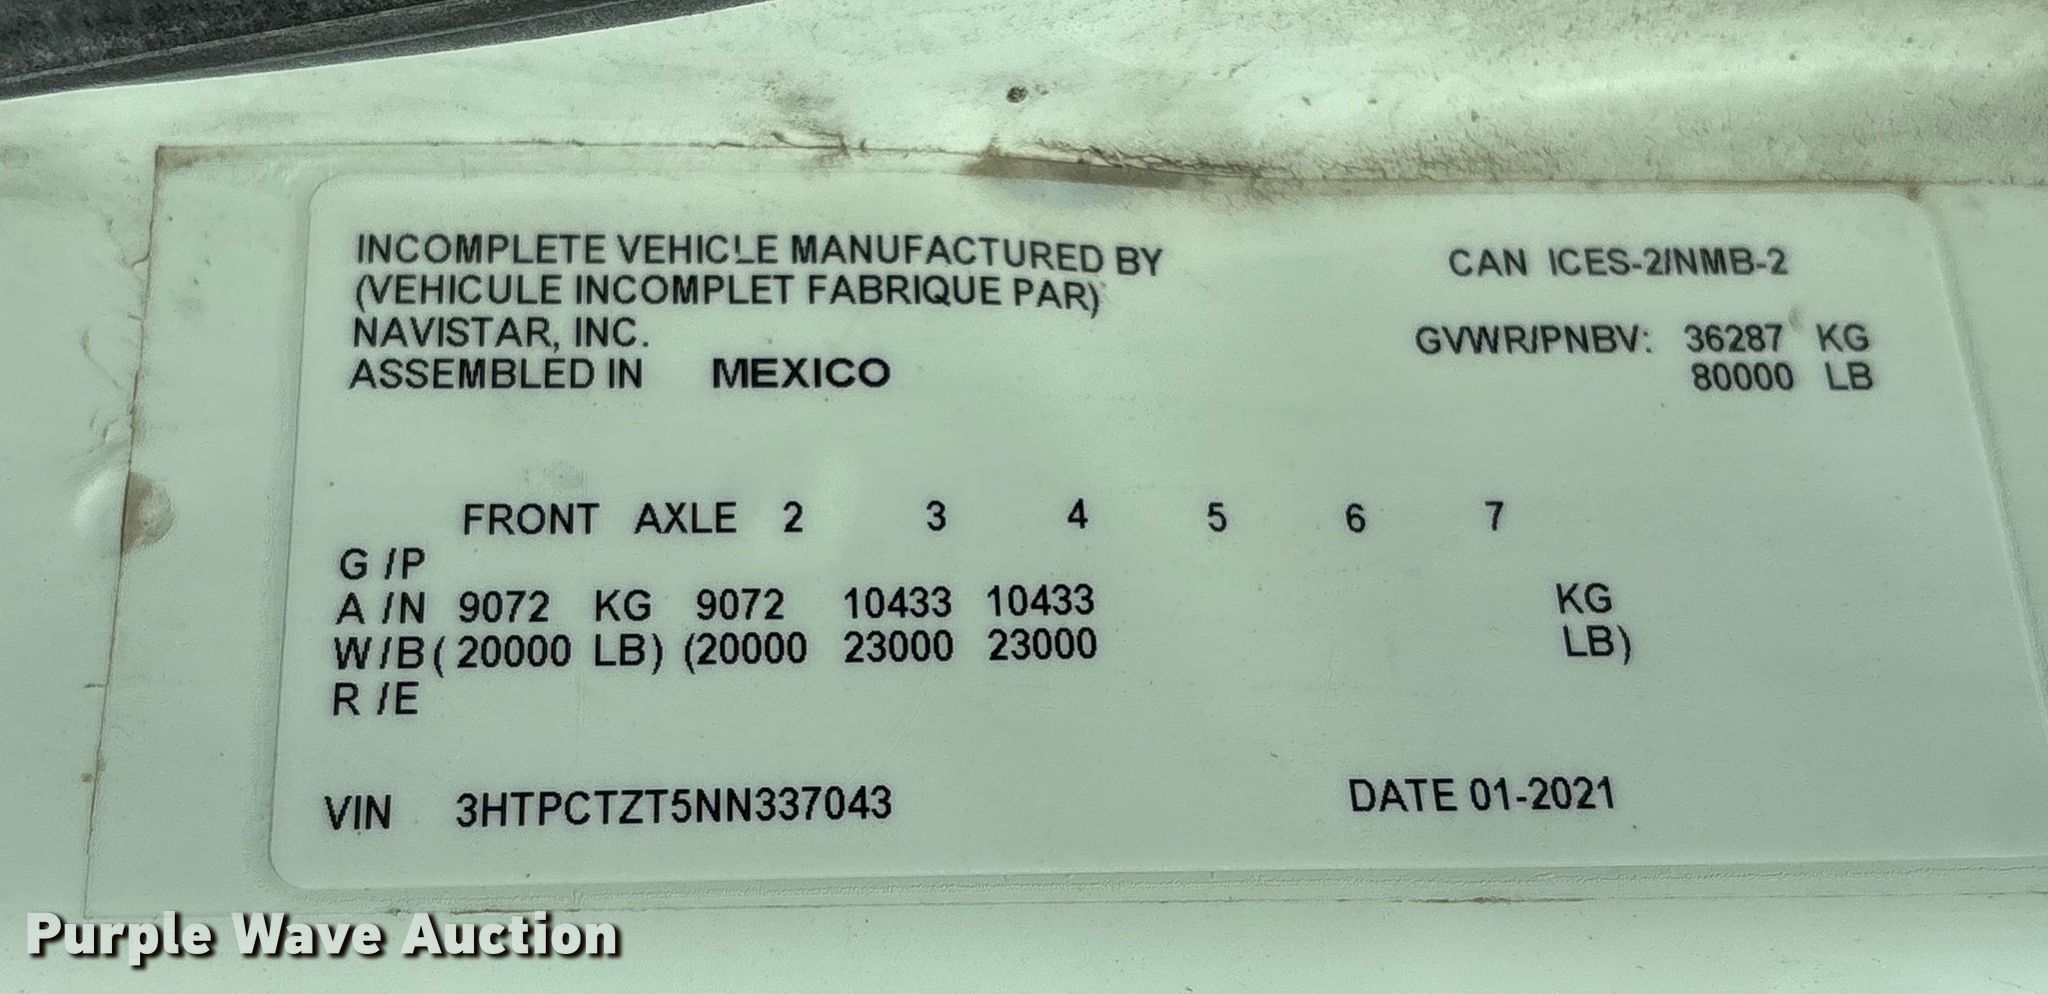 INCOMPLETE VEHICLE MANUFACTURED BY
(VEHICULE INCOMPLET FABRIQUE PAR)
NAVISTAR, INC.
ASSEMBLED IN MEXICO
CAN ICES-2/NMB-2
GVWR/PNBV: 36287 KG
80000 LB
FRONT AXLE 2 3 4 5 6 7
G /P
A /N 9072 KG 9072 10433 10433 KG
W/B ( 20000 LB) (20000 23000 23000 LB)
R /E
VIN 3HTPCTZT5NN337043
DATE 01-2021
Purple Wave Auction